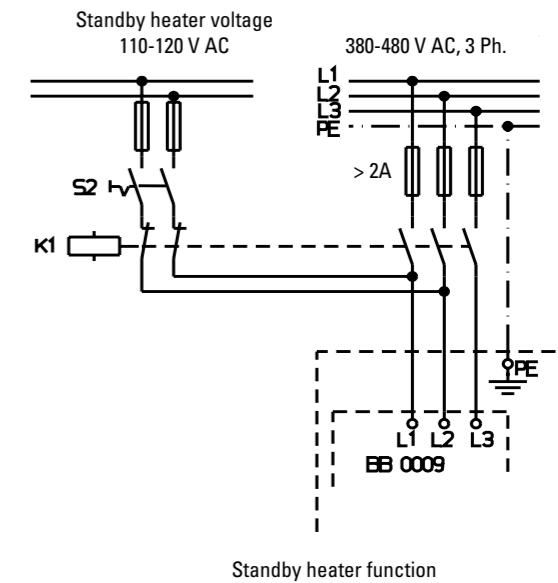 Standby heater voltage
110-120 V AC
380-480 V AC, 3 Ph.
L1
L2
L3
PE
> 2A
S2
K1
PE
L1 L2 L3
BB 0009
Standby heater function